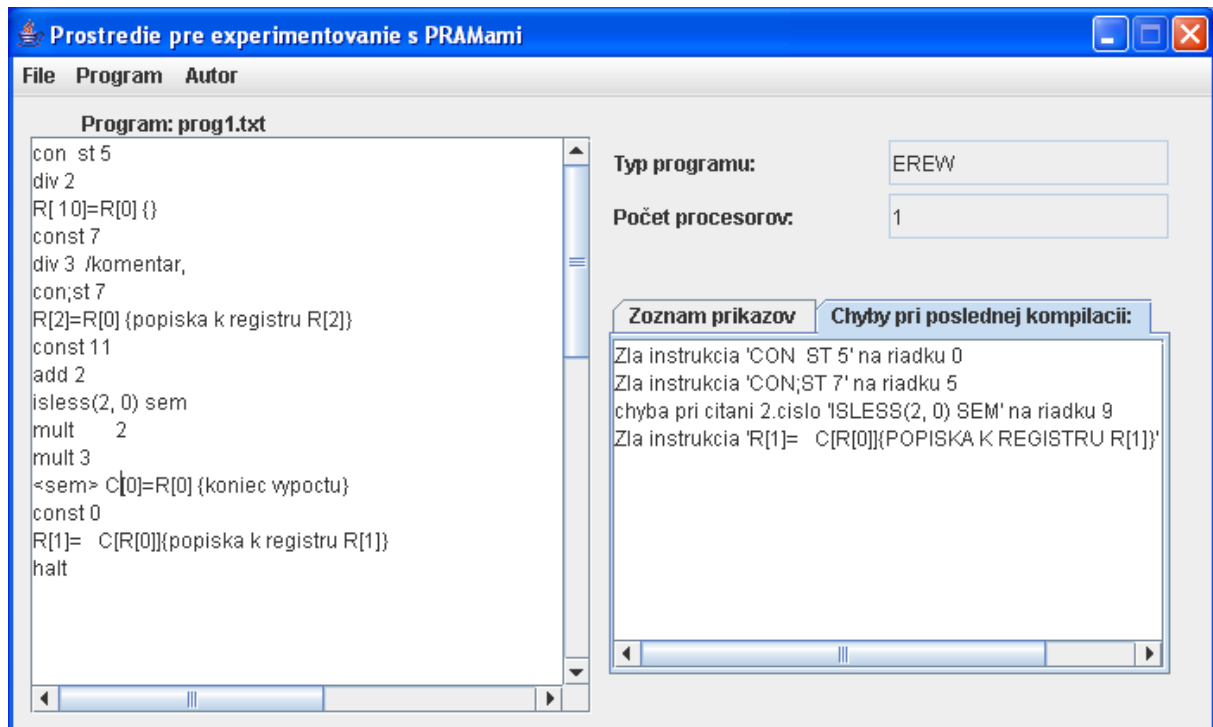 Prostredie pre experimentovanie s PRAMami
File Program Autor
Program: prog1.txt
con  st 5
div 2
R[ 10]=R[0] {}
const 7
div 3  /komentar,
con;st 7
R[2]=R[0] {popiska k registru R[2]}
const 11
add 2
isless(2, 0) sem
mult       2
mult 3
<sem> C[0]=R[0] {koniec vypoctu}
const 0
R[1]=   C[R[0]]{popiska k registru R[1]}
halt
Typ programu: EREW
Počet procesorov: 1
Zoznam prikazov Chyby pri poslednej kompilacii:
Zla instrukcia 'CON  ST 5' na riadku 0
Zla instrukcia 'CON;ST 7' na riadku 5
chyba pri citani 2.cislo 'ISLESS(2, 0) SEM' na riadku 9
Zla instrukcia 'R[1]=   C[R[0]]{POPISKA K REGISTRU R[1]}'